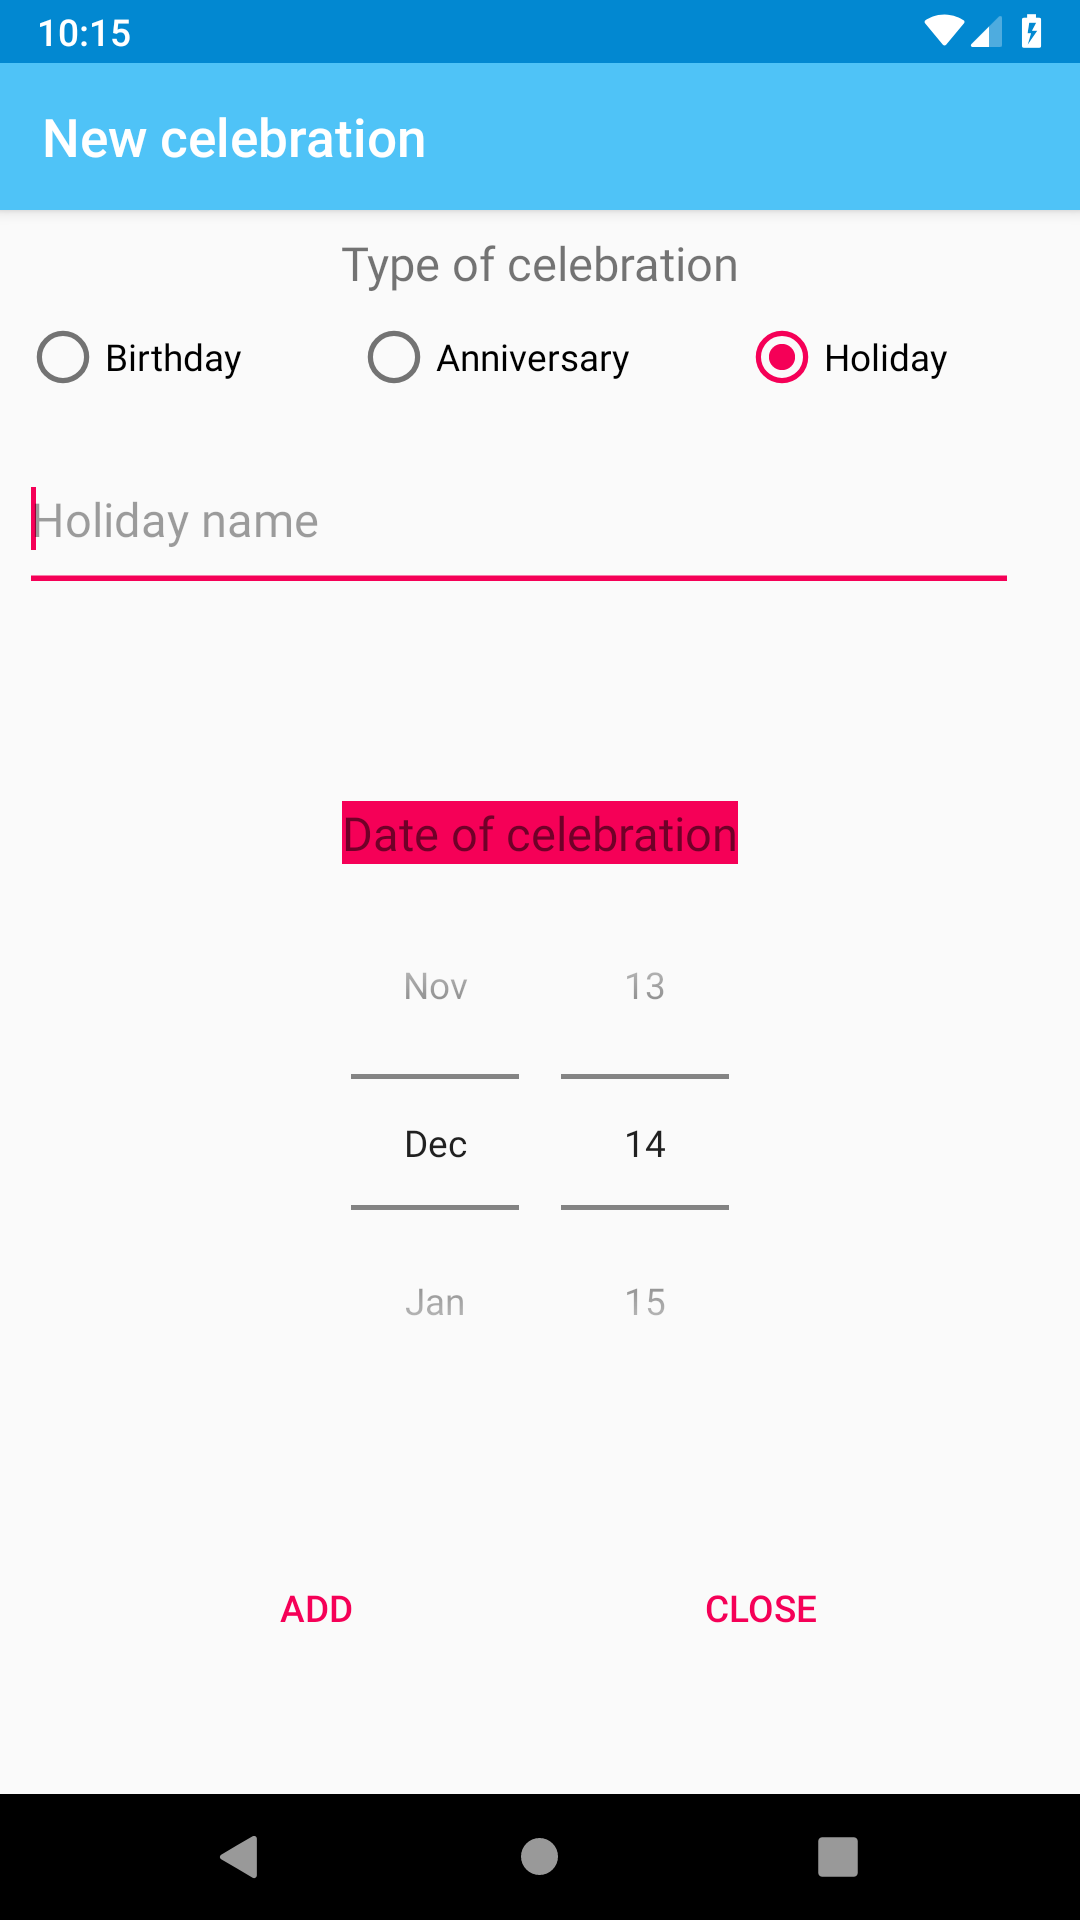 10:15
New celebration
Type of celebration
Birthday Anniversary Holiday
Holiday name
Date of celebration
Nov 13
Dec 14
Jan 15
ADD CLOSE